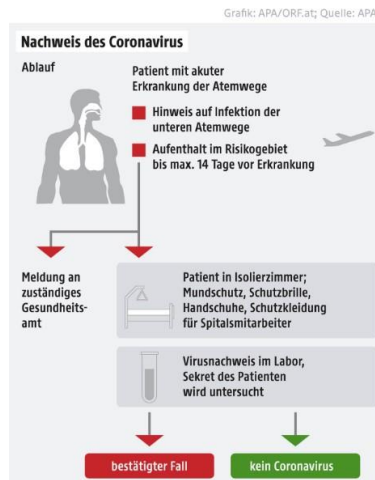 Grafik: APA/ORF.at; Quelle: APA
Nachweis des Coronavirus
Ablauf
Patient mit akuter
Erkrankung der Atemwege
Hinweis auf Infektion der
unteren Atemwege
Aufenthalt im Risikogebiet
bis max. 14 Tage vor Erkrankung
Meldung an
zuständiges
Gesundheits-
amt
Patient in Isolierzimmer;
Mundschutz, Schutzbrille,
Handschuhe, Schutzkleidung
für Spitalsmitarbeiter
Virusnachweis im Labor,
Sekret des Patienten
wird untersucht
bestätigter Fall
kein Coronavirus